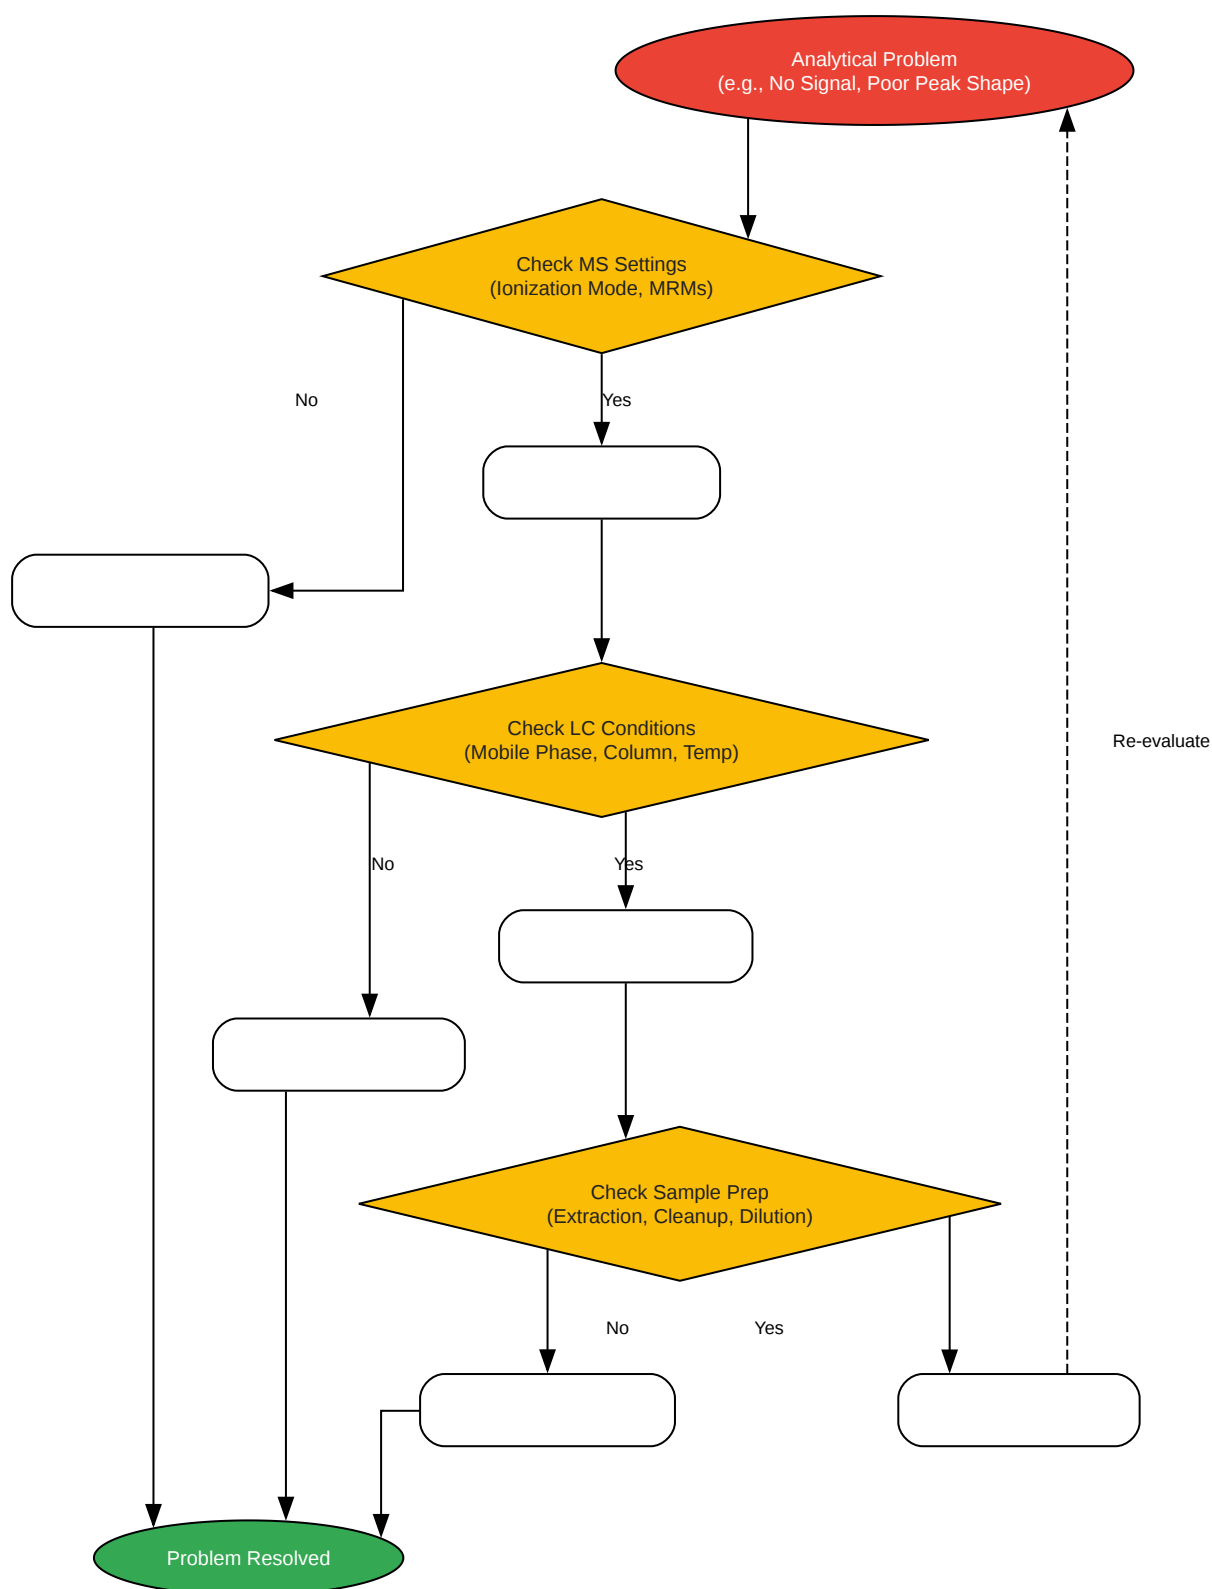 Analytical Problem
(e.g., No Signal, Poor Peak Shape)
Check MS Settings
(Ionization Mode, MRMs)
No
Yes
Check LC Conditions
(Mobile Phase, Column, Temp)
Re-evaluate
No
Yes
Check Sample Prep
(Extraction, Cleanup, Dilution)
No
Yes
Problem Resolved